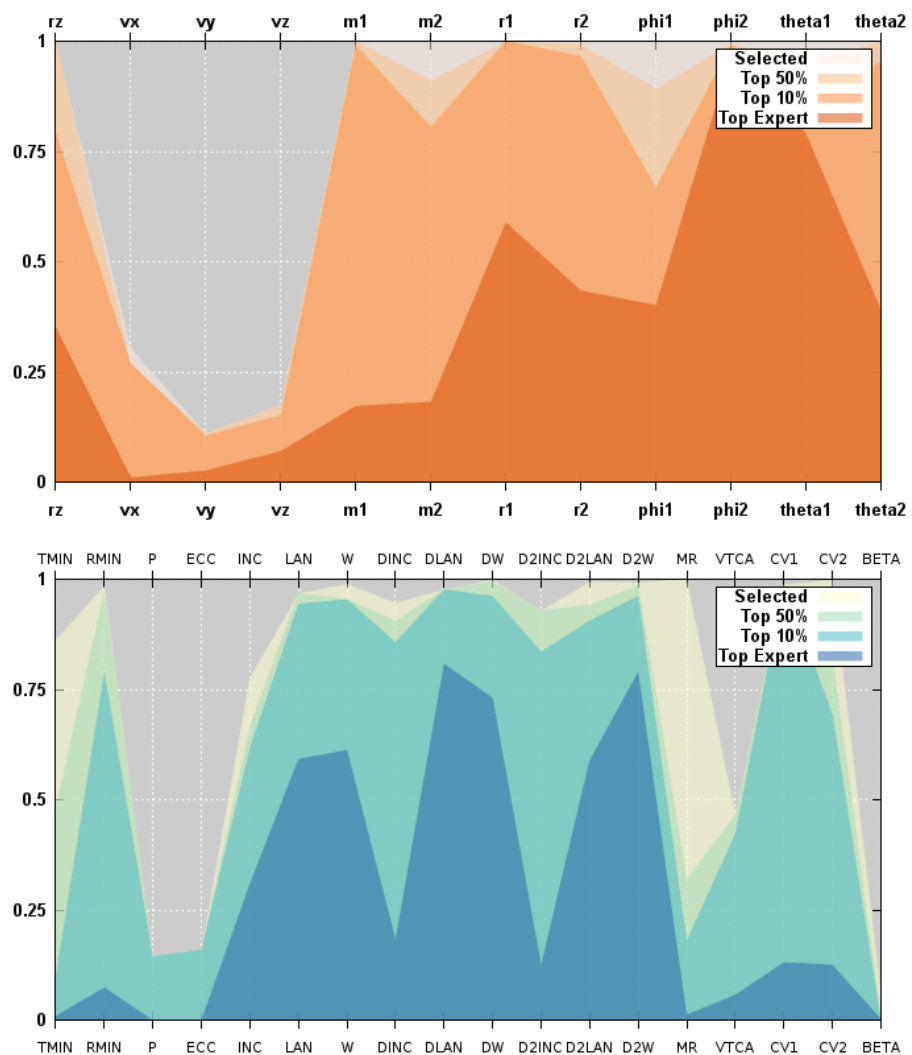 rz vx vy vz m1 m2 r1 r2 phi1 phi2 theta1 theta2
1
Selected
Top 50%
Top 10%
Top Expert
0.75
0.5
0.25
0
rz vx vy vz m1 m2 r1 r2 phi1 phi2 theta1 theta2
TMIN RMIN P ECC INC LAN W DINC DLAN DW D2INC D2LAN D2W MR VTCA CV1 CV2 BETA
1
Selected
Top 50%
Top 10%
Top Expert
0.75
0.5
0.25
0
TMIN RMIN P ECC INC LAN W DINC DLAN DW D2INC D2LAN D2W MR VTCA CV1 CV2 BETA